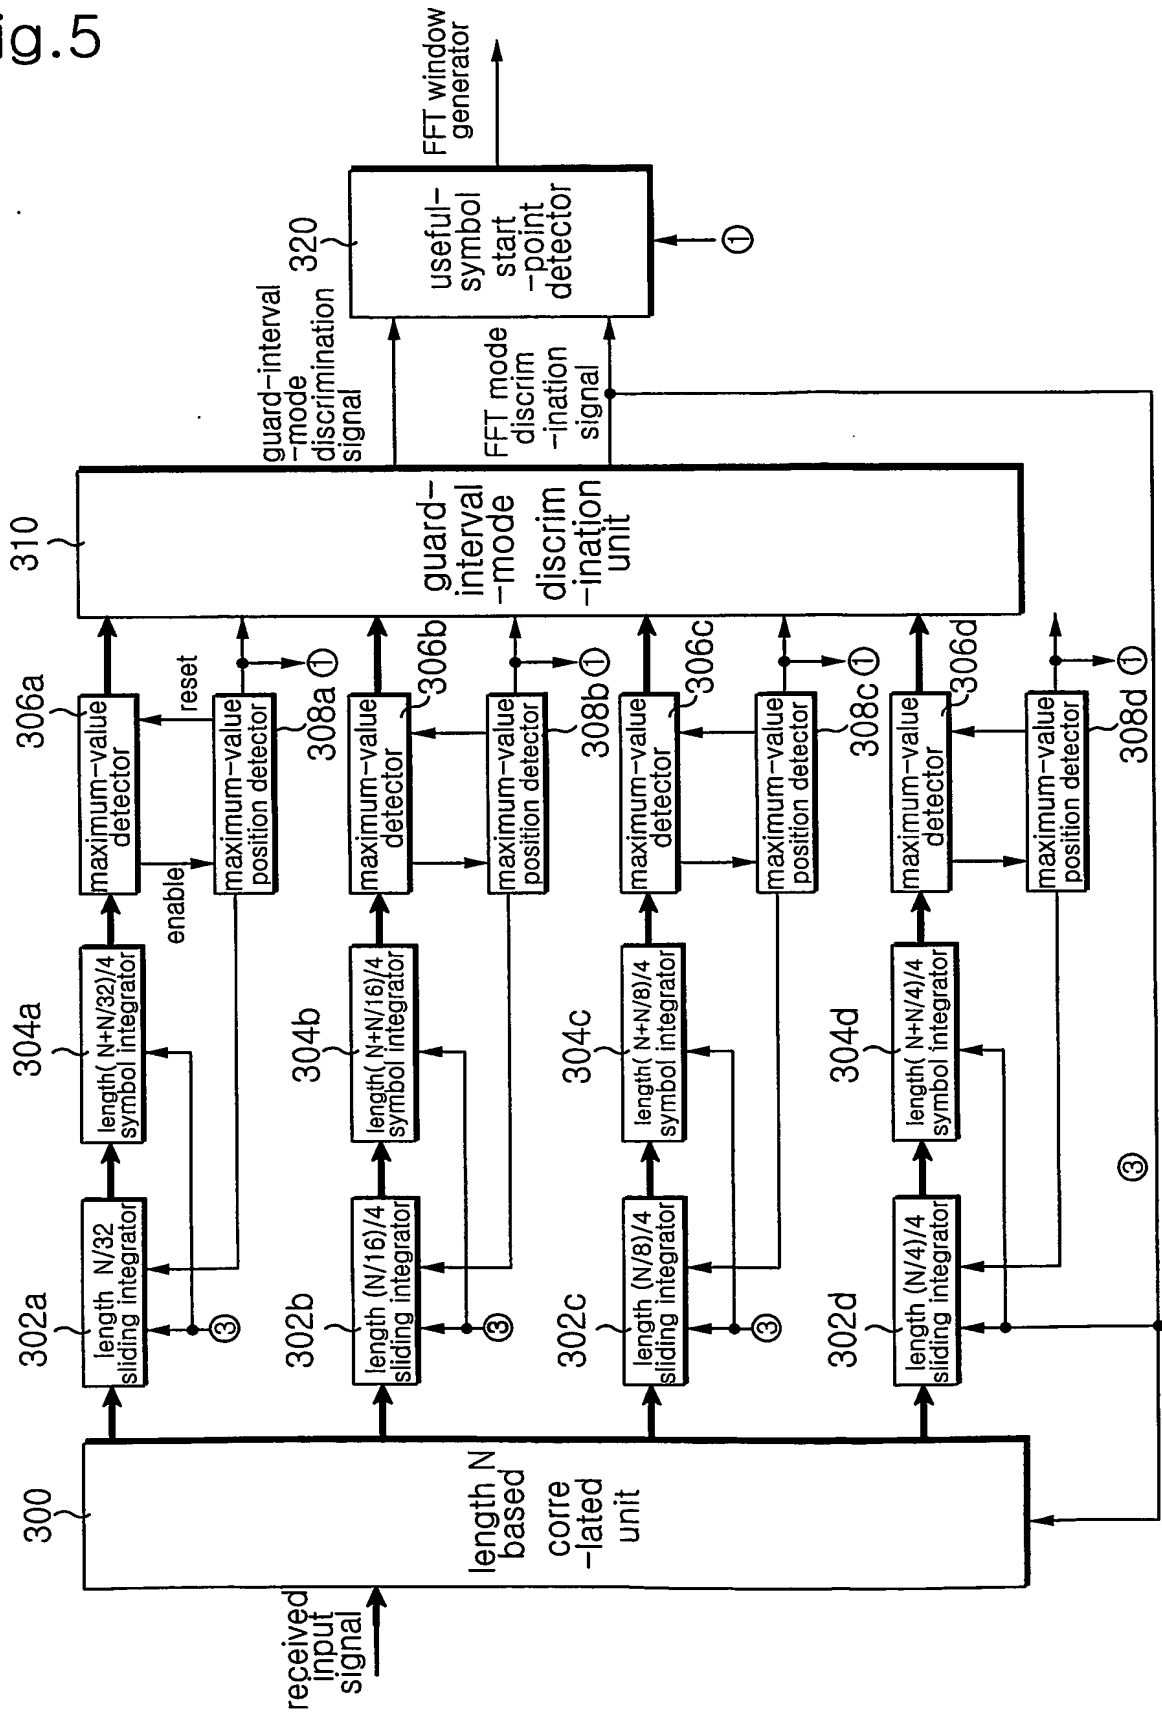 ig.5
received
input
signal
300
length N
based
corre
-lated
unit
302a
length N/32
sliding integrator
③
304a
length( N+N/32)/4
symbol integrator
306a
maximum-value
detector
enable
reset
maximum-value
position detector
308a
①
302b
length (N/16)/4
sliding integrator
③
304b
length( N+N/16)/4
symbol integrator
maximum-value
detector
306b
maximum-value
position detector
308b
①
302c
length (N/8)/4
sliding integrator
③
304c
length( N+N/8)/4
symbol integrator
maximum-value
detector
306c
maximum-value
position detector
308c
①
302d
length (N/4)/4
sliding integrator
304d
length( N+N/4)/4
symbol integrator
maximum-value
detector
306d
maximum-value
position detector
308d
①
③
310
guard-
interval
-mode
discrim
-ination
unit
guard-interval
-mode
discrimination
signal
FFT mode
discrim
-ination
signal
320
useful-
symbol
start
-point
detector
①
FFT window
generator